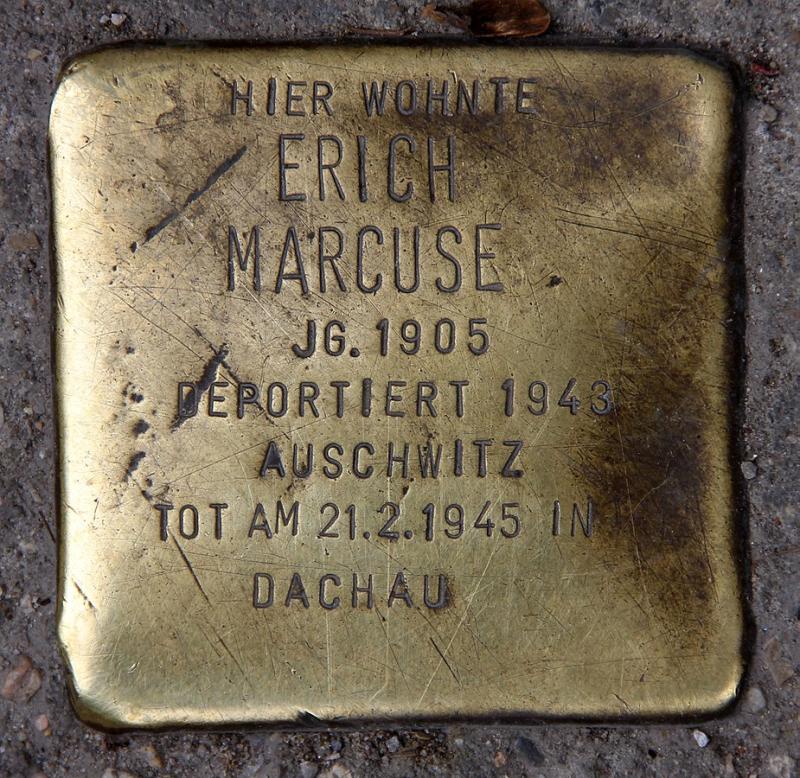 HIER WOHNTE
ERICH
MARCUSE
JG. 1905
DEPORTIERT 1943
AUSCHWITZ
TOT AM 21.2.1945 IN
DACHAU